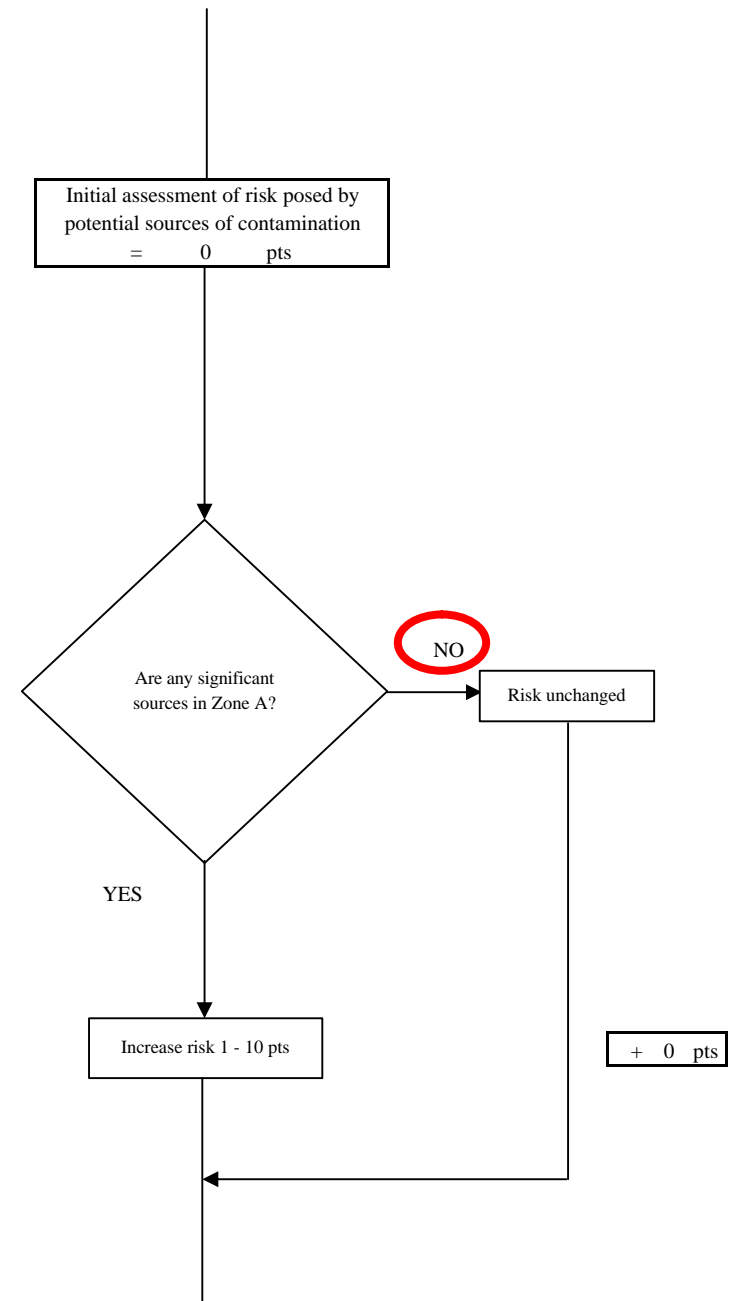 Initial assessment of risk posed by
potential sources of contamination
= 0 pts
NO
Are any significant
sources in Zone A?
Risk unchanged
YES
Increase risk 1 - 10 pts
+ 0 pts